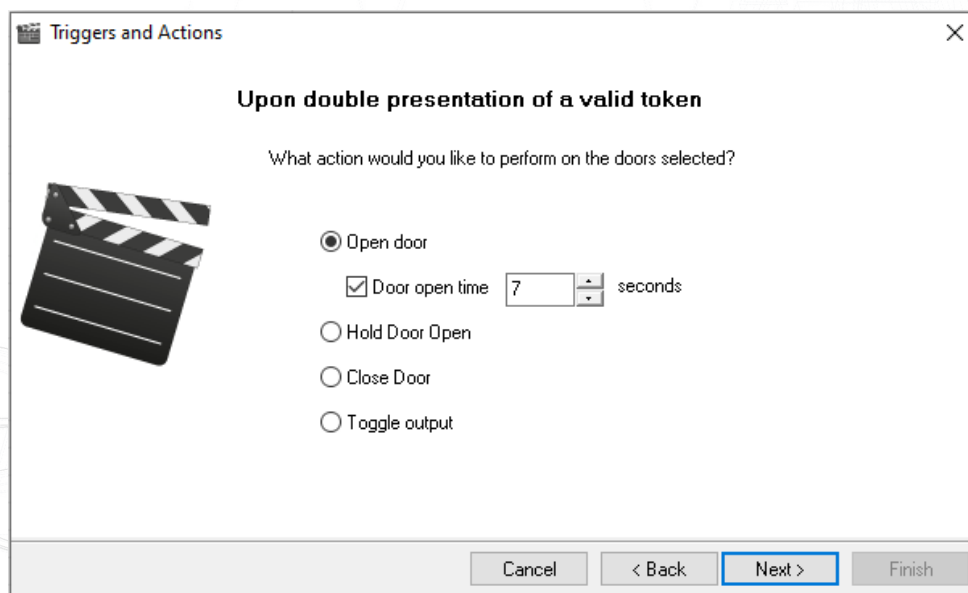 Triggers and Actions
Upon double presentation of a valid token
What action would you like to perform on the doors selected?
Open door
Door open time 7 seconds
Hold Door Open
Close Door
Toggle output
Cancel < Back Next > Finish